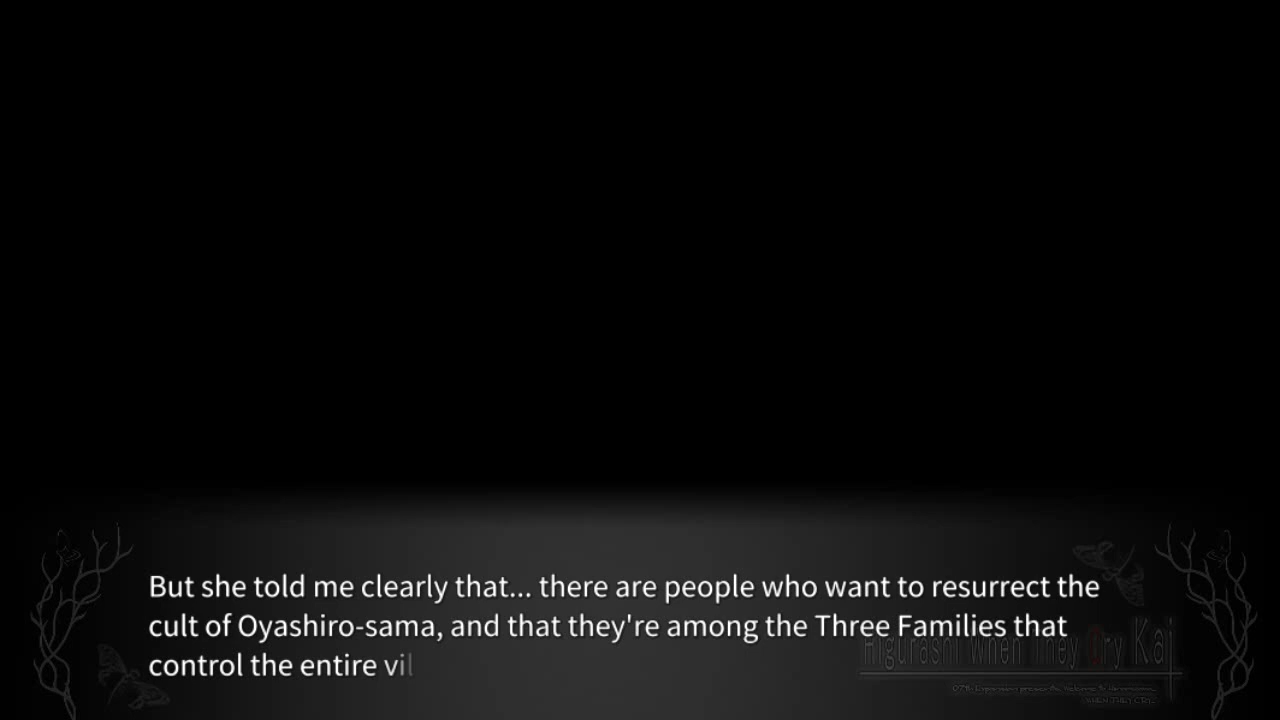 But she told me clearly that... there are people who want to resurrect the
cult of Oyashiro-sama, and that they're among the Three Families that
control the entire vil
Higurashi When They Cry Kai